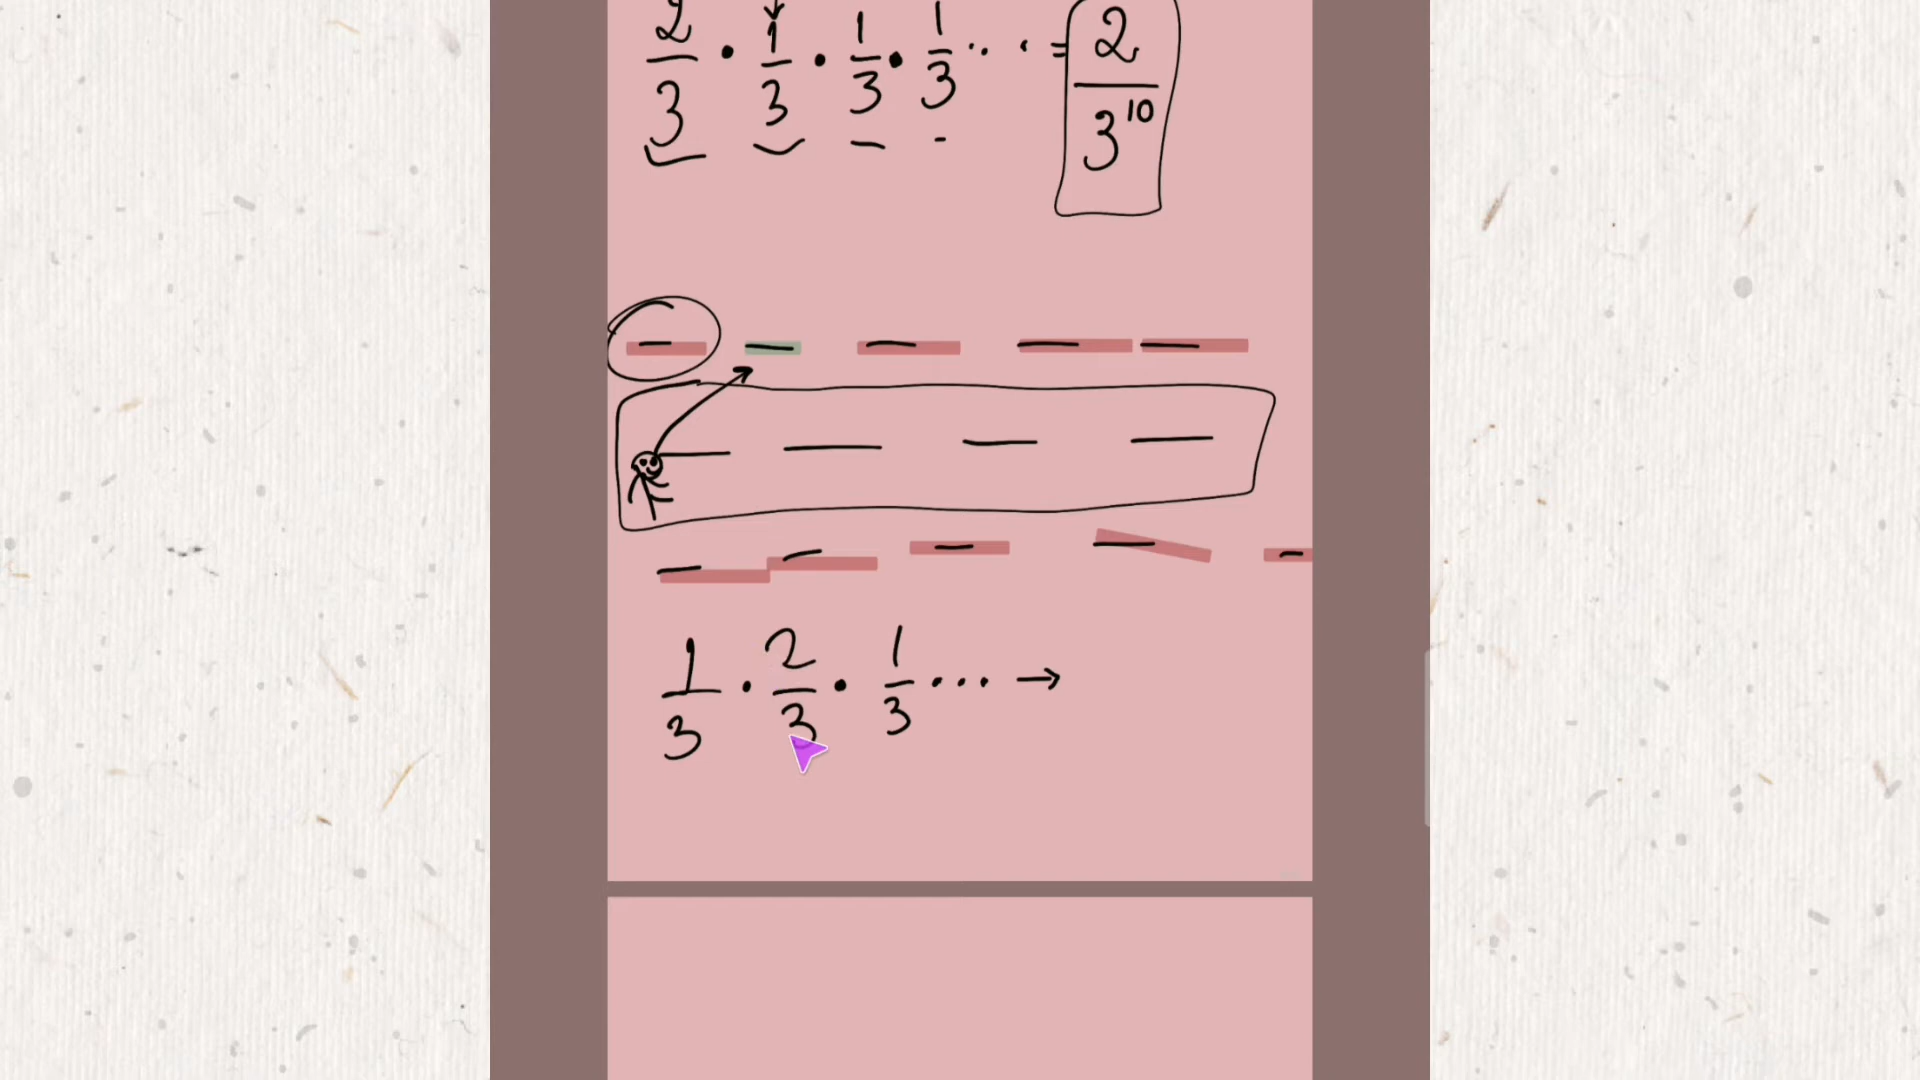 2/3 · 1/3 · 1/3 · 1/3 · · · = 2/3^10
1/3 · 2/3 · 1/3 ··· →